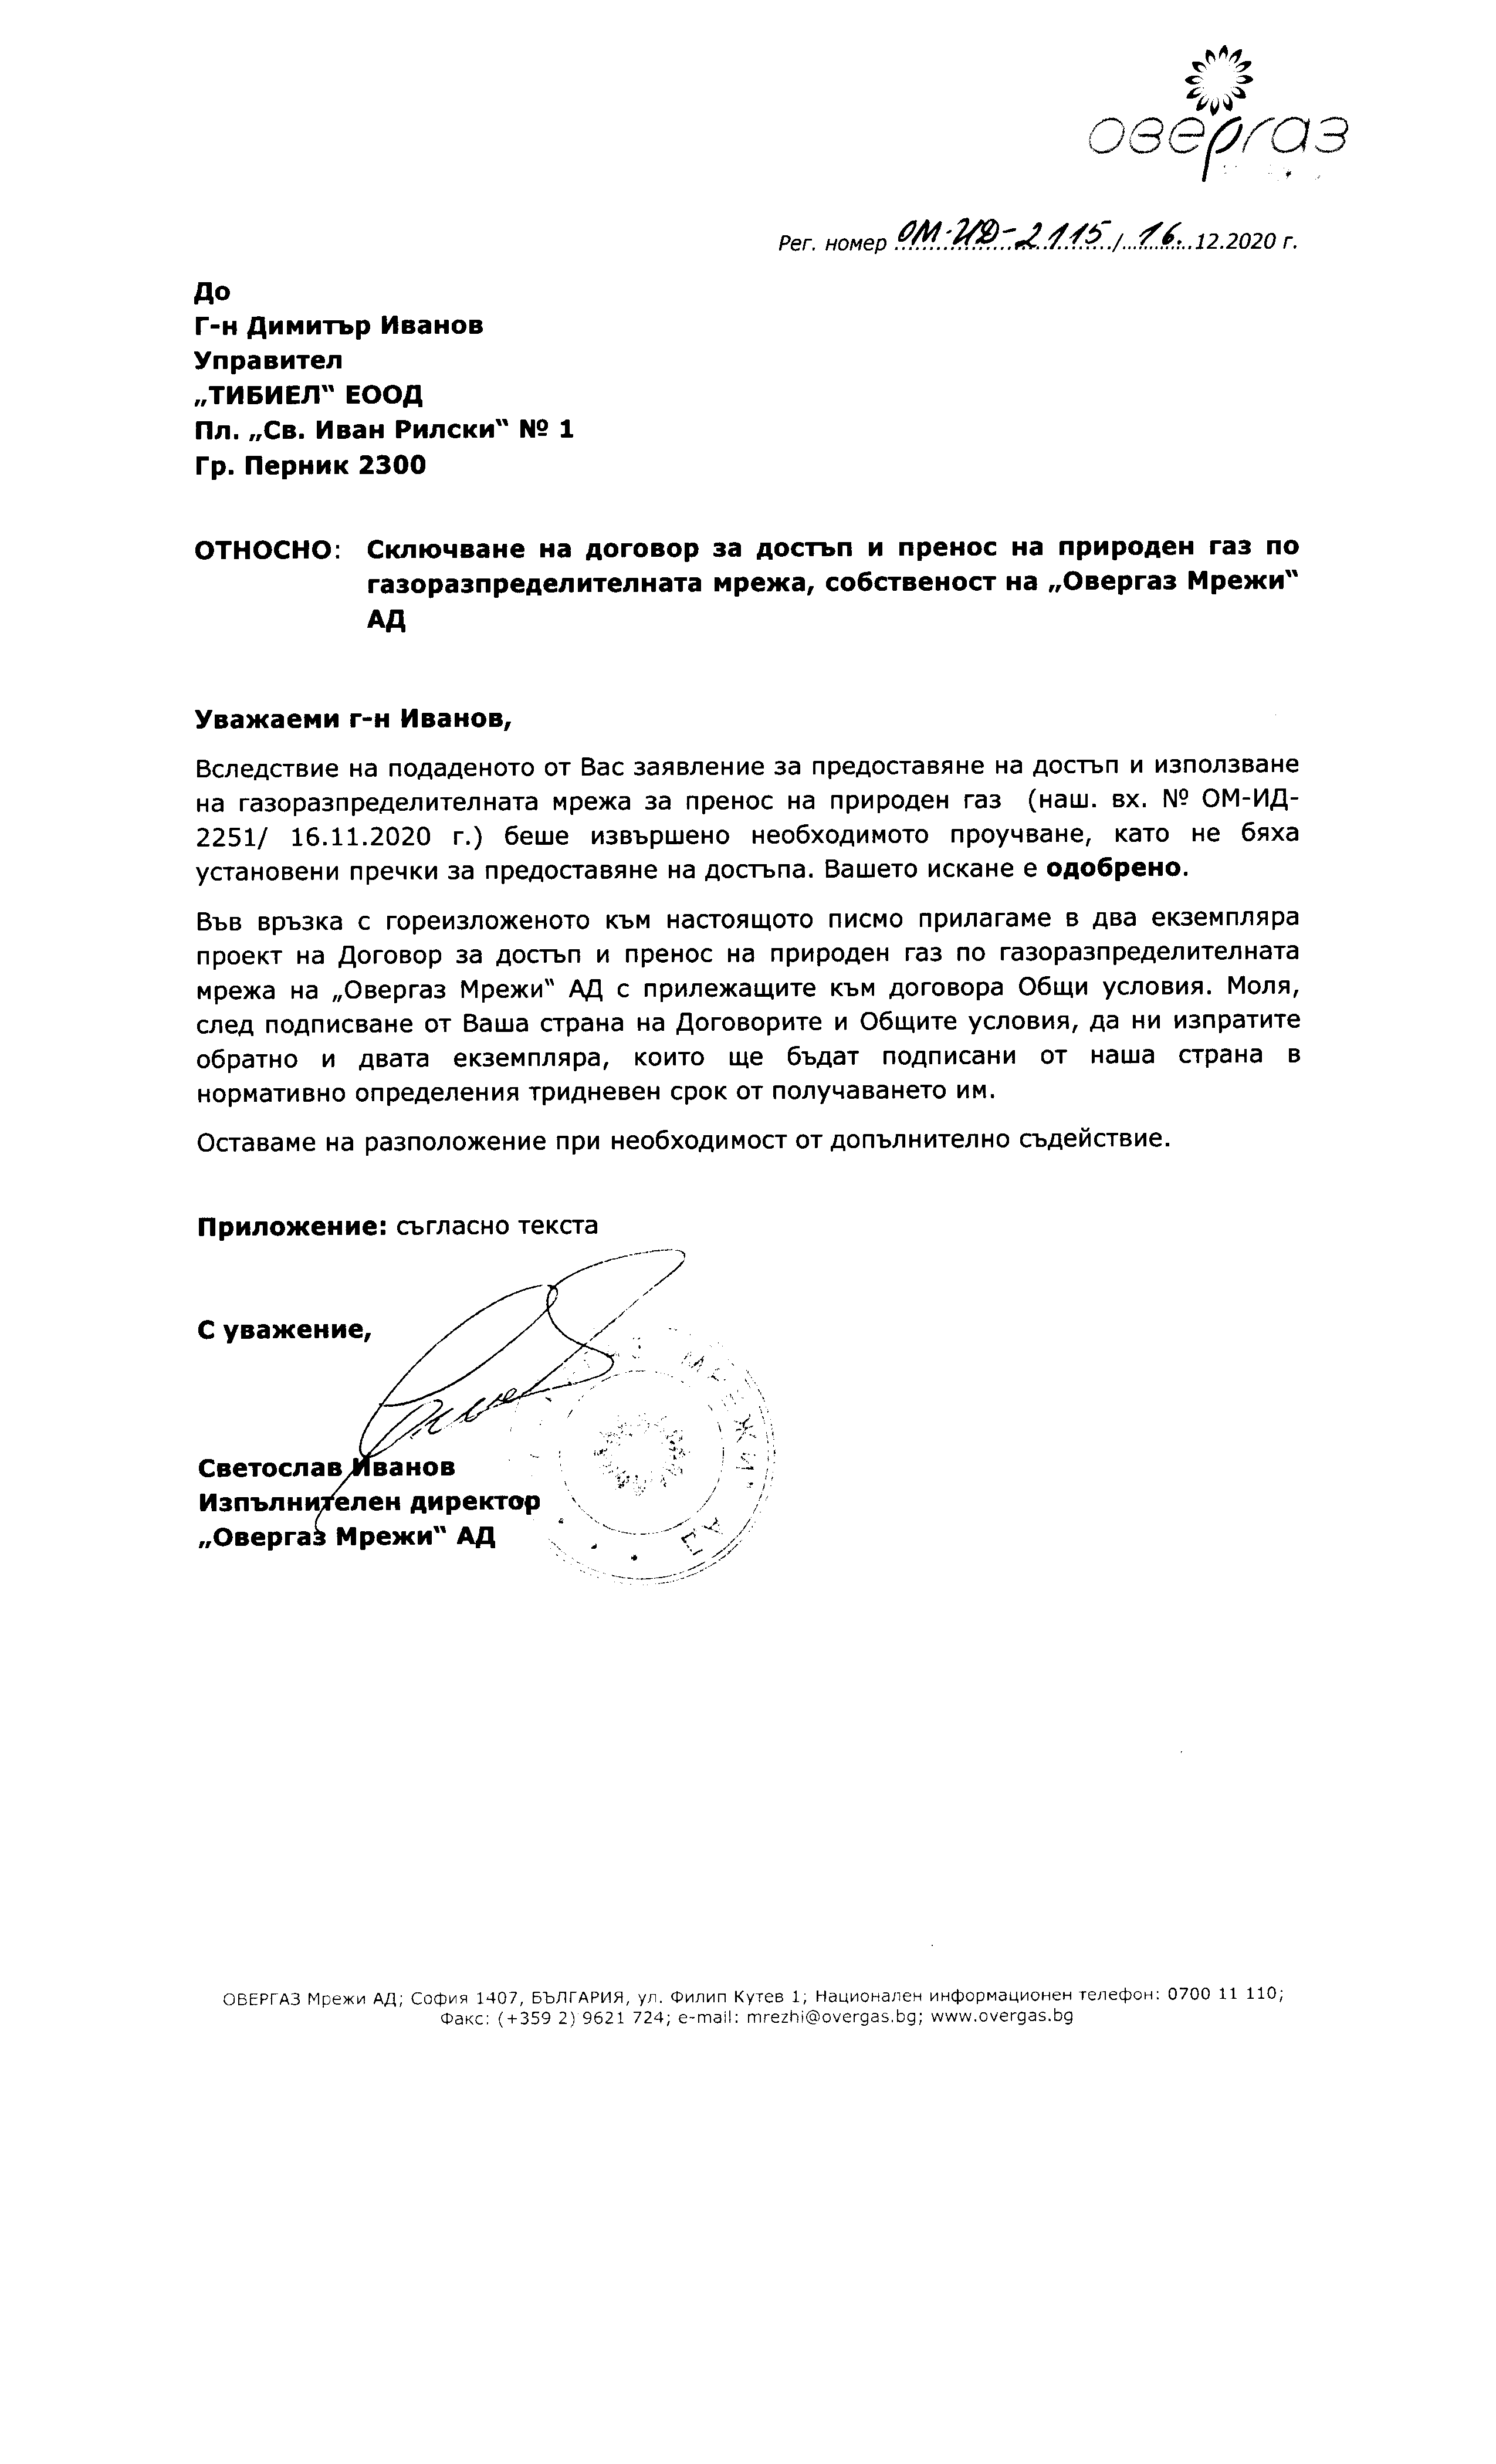 овергаз
Рег. номер ОМ-ИД-2115/16.12.2020 г.
До
Г-н Димитър Иванов
Управител
„ТИБИЕЛ“ ЕООД
Пл. „Св. Иван Рилски“ № 1
Гр. Перник 2300
ОТНОСНО: Сключване на договор за достъп и пренос на природен газ по
газоразпределителната мрежа, собственост на „Овергаз Мрежи“
АД
Уважаеми г-н Иванов,
Вследствие на подаденото от Вас заявление за предоставяне на достъп и използване
на газоразпределителната мрежа за пренос на природен газ (наш. вх. № ОМ-ИД-
2251/ 16.11.2020 г.) беше извършено необходимото проучване, като не бяха
установени пречки за предоставяне на достъпа. Вашето искане е одобрено.
Във връзка с гореизложеното към настоящото писмо прилагаме в два екземпляра
проект на Договор за достъп и пренос на природен газ по газоразпределителната
мрежа на „Овергаз Мрежи“ АД с прилежащите към договора Общи условия. Моля,
след подписване от Ваша страна на Договорите и Общите условия, да ни изпратите
обратно и двата екземпляра, които ще бъдат подписани от наша страна в
нормативно определения тридневен срок от получаването им.
Оставаме на разположение при необходимост от допълнително съдействие.
Приложение: съгласно текста
С уважение,
МРЕЖИ АД
Светослав Иванов
Изпълнителен директор
„Овергаз Мрежи“ АД
ОВЕРГАЗ Мрежи АД; София 1407, БЪЛГАРИЯ, ул. Филип Кутев 1; Национален информационен телефон: 0700 11 110;
Факс: (+359 2) 9621 724; e-mail: mrezhi@overgas.bg; www.overgas.bg